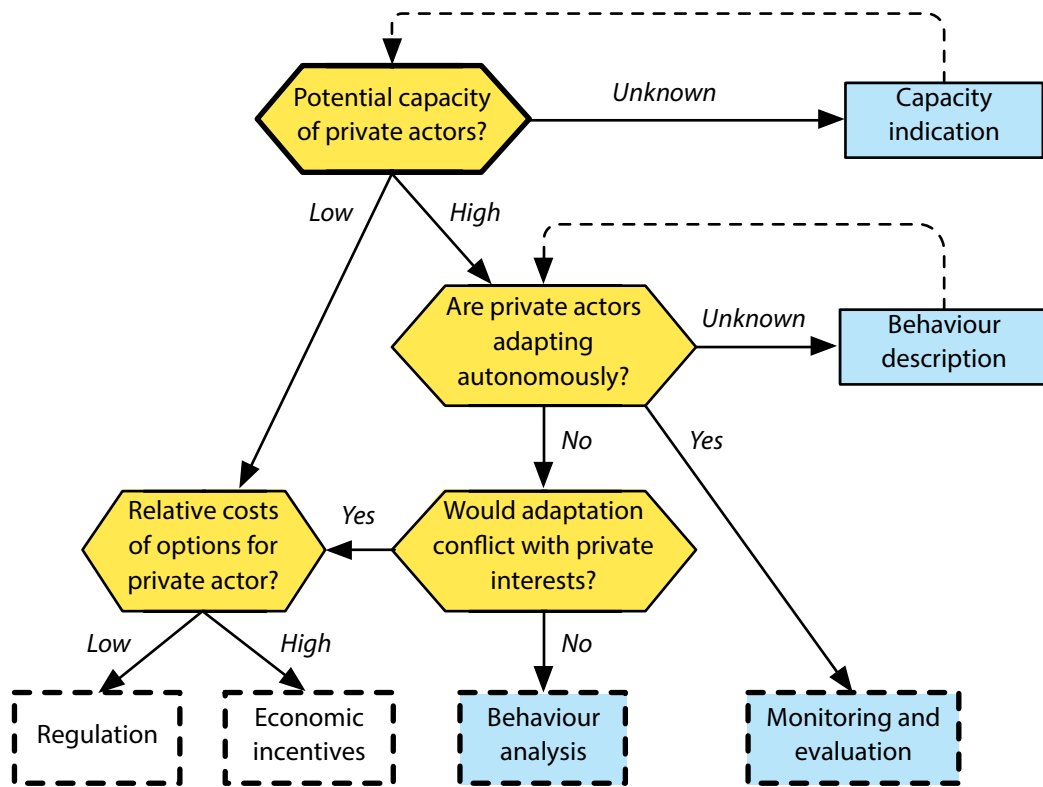 Potential capacity
of private actors?
Unknown
Capacity
indication
Low
High
Are private actors
adapting
autonomously?
Unknown
Behaviour
description
No
Yes
Relative costs
of options for
private actor?
Yes
Would adaptation
conflict with private
interests?
Low
High
No
Regulation
Economic
incentives
Behaviour
analysis
Monitoring and
evaluation